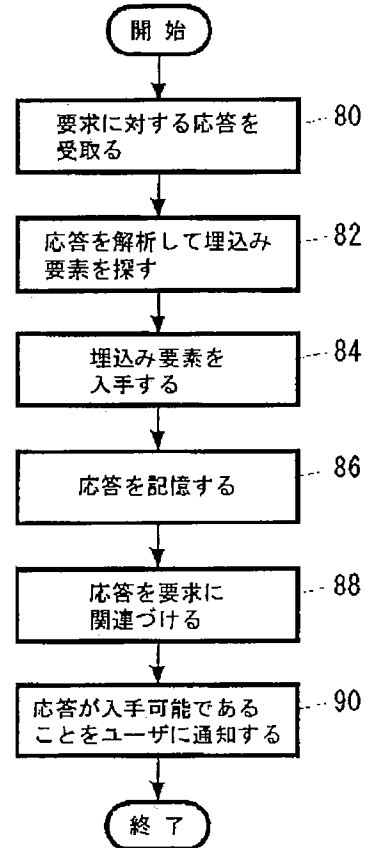 開 始
要求に対する応答を
受取る
80
応答を解析して埋込み
要素を探す
82
埋込み要素を
入手する
84
応答を記憶する
86
応答を要求に
関連づける
88
応答が入手可能である
ことをユーザに通知する
90
終 了